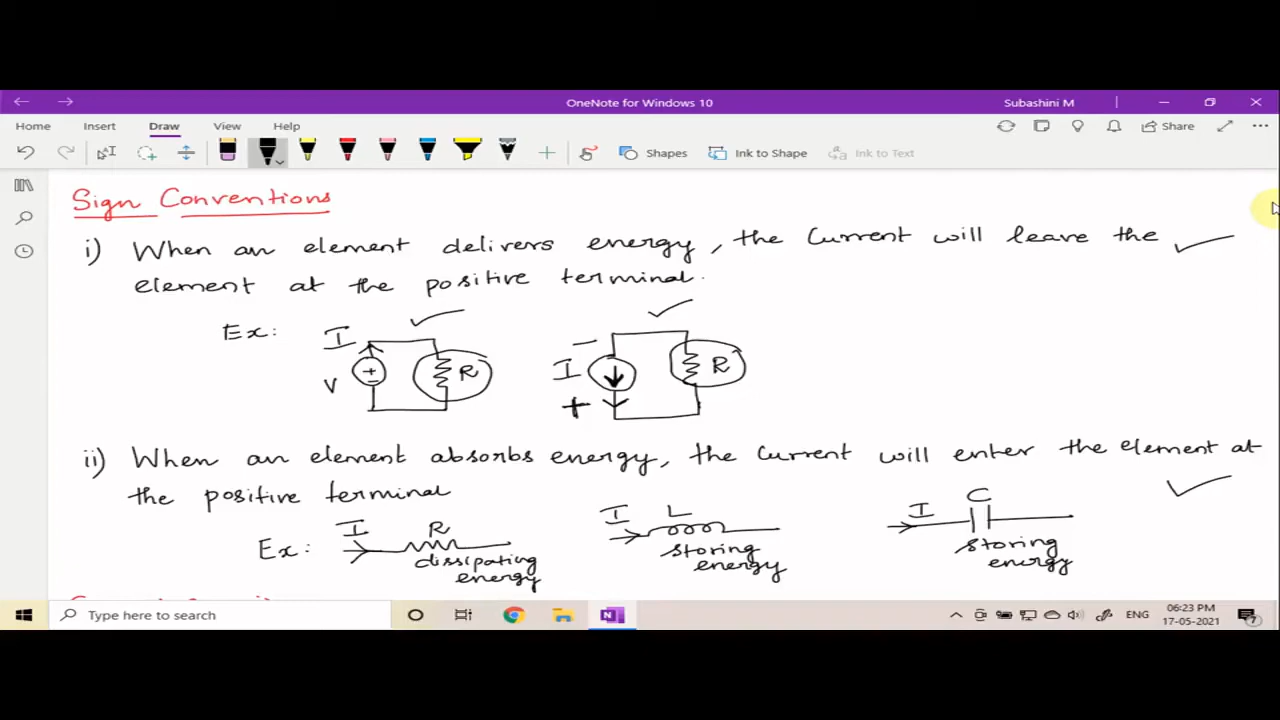 OneNote for Windows 10
Subashini M
Home Insert Draw View Help
Share
Shapes
Ink to Shape
Ink to Text
Sign Conventions
i) When an element delivers energy, the current will leave the
element at the positive terminal.
Ex:
I
+
-
V
R
-
I
+
R
ii) When an element absorbs energy, the current will enter the element at
the positive terminal
Ex:
I
R
dissipating
energy
I
L
storing
energy
I
C
storing
energy
Type here to search
ENG
06:23 PM
17-05-2021
7